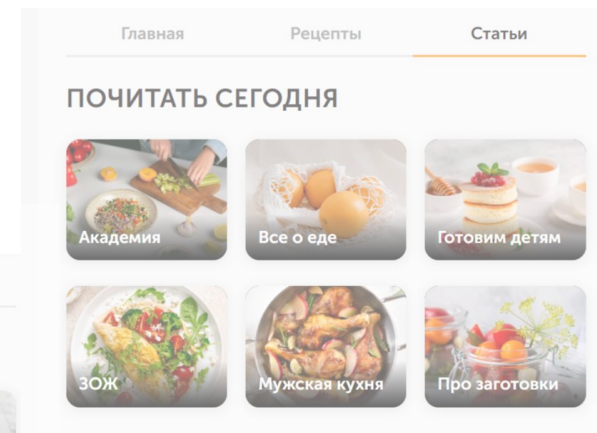 Главная Рецепты Статьи
ПОЧИТАТЬ СЕГОДНЯ
Академия Все о еде Готовим детям
ЗОЖ Мужская кухня Про заготовки